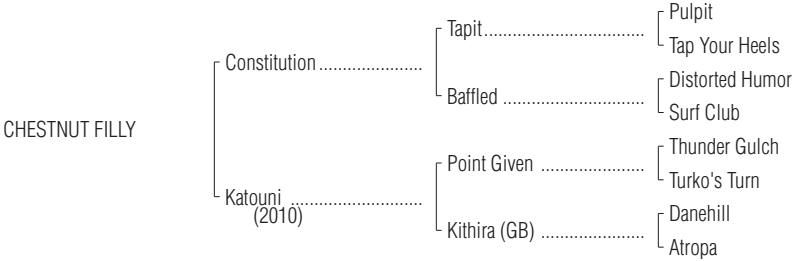 Pulpit
Tapit
Tap Your Heels
Constitution
Distorted Humor
Baffled
Surf Club
CHESTNUT FILLY
Thunder Gulch
Point Given
Turko's Turn
Katouni
(2010)
Danehill
Kithira (GB)
Atropa